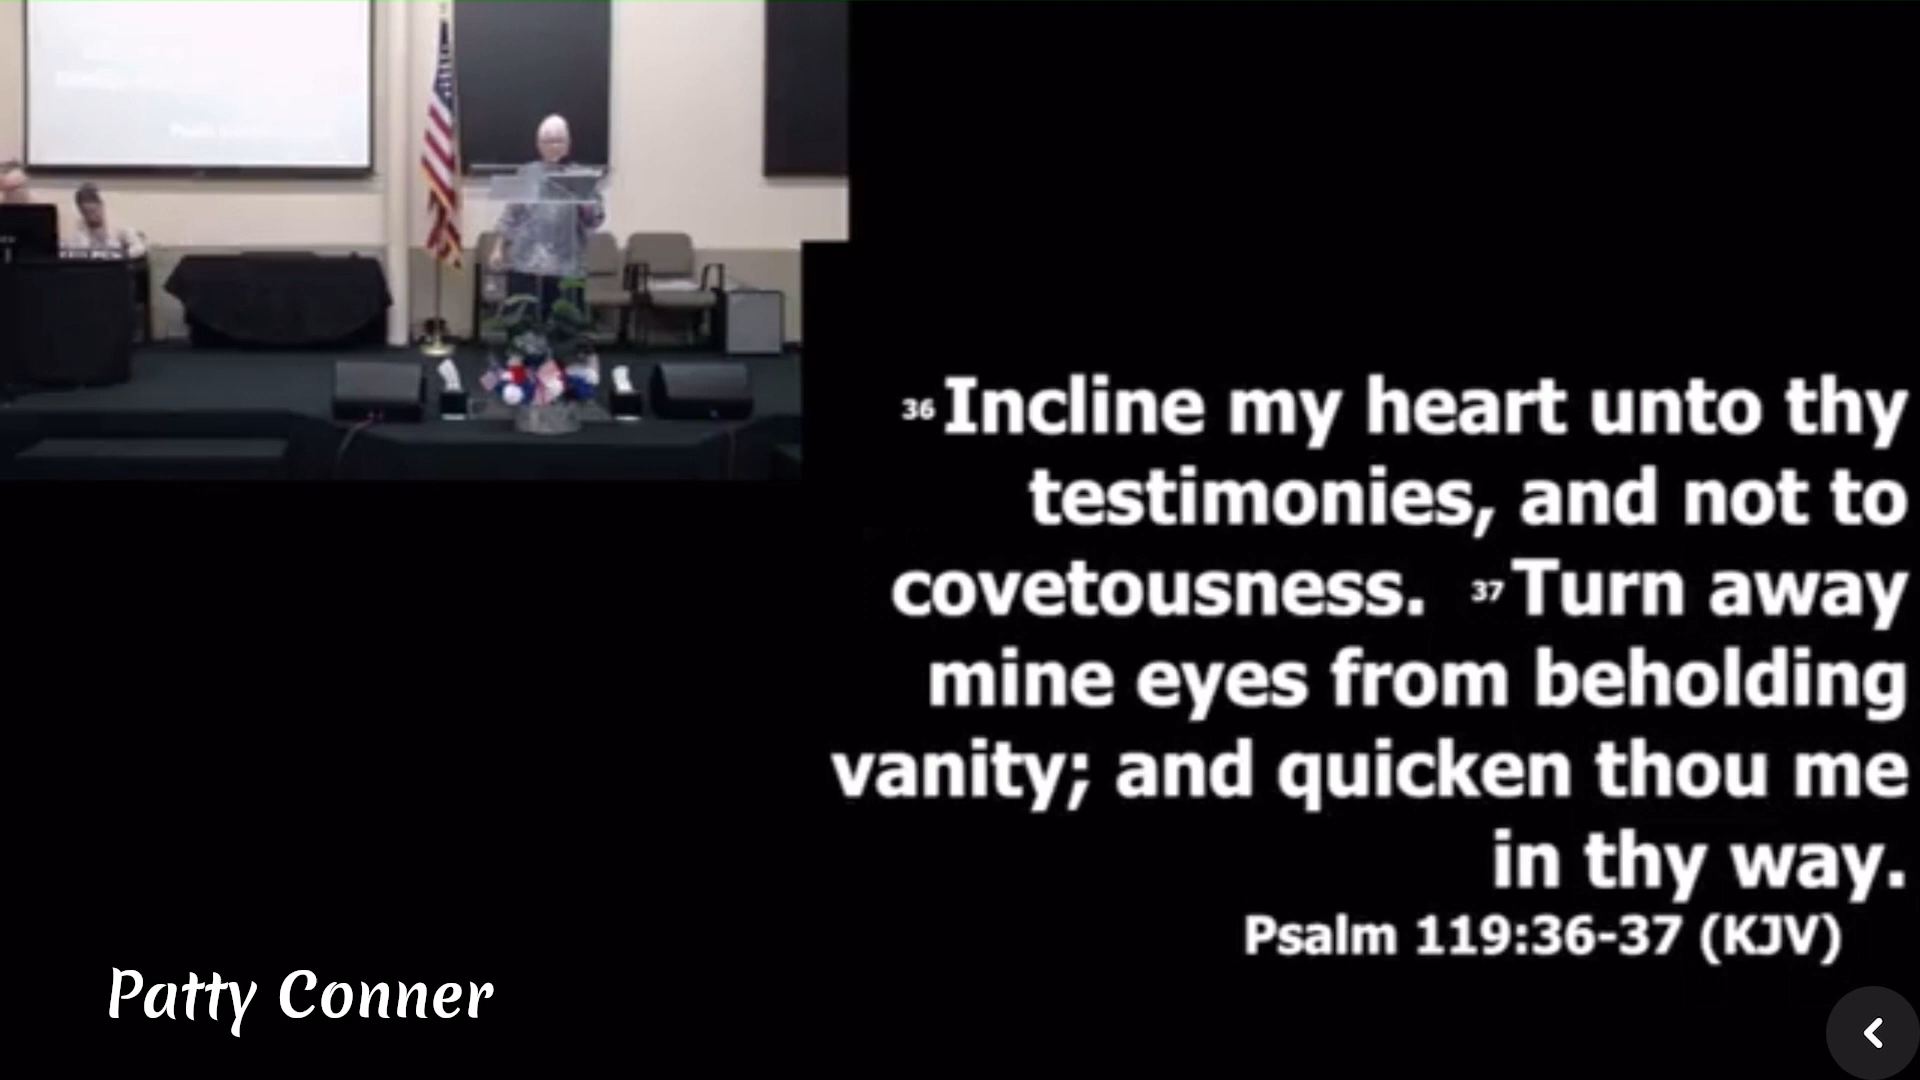 36 Incline my heart unto thy
testimonies, and not to
covetousness. 37 Turn away
mine eyes from beholding
vanity; and quicken thou me
in thy way.
Psalm 119:36-37 (KJV)
Patty Conner